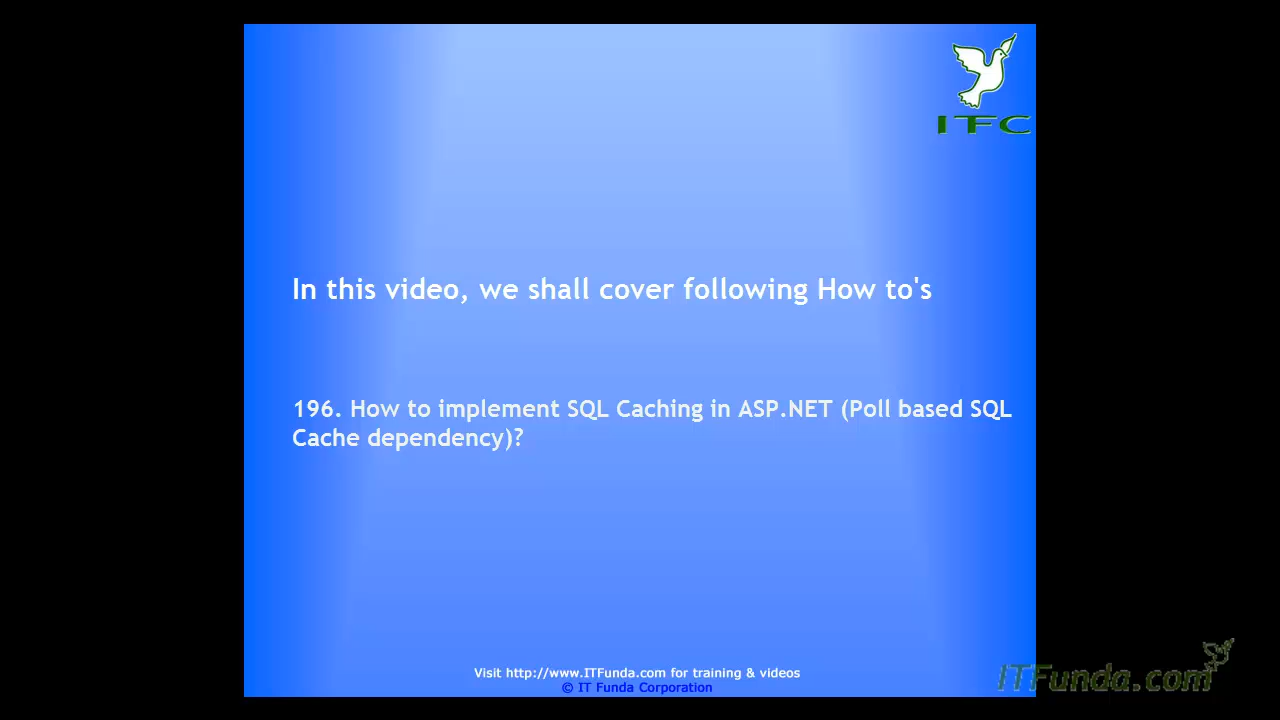 ITFC
In this video, we shall cover following How to's
196. How to implement SQL Caching in ASP.NET (Poll based SQL
Cache dependency)?
Visit http://www.ITFunda.com for training & videos
© IT Funda Corporation
ITFunda.com